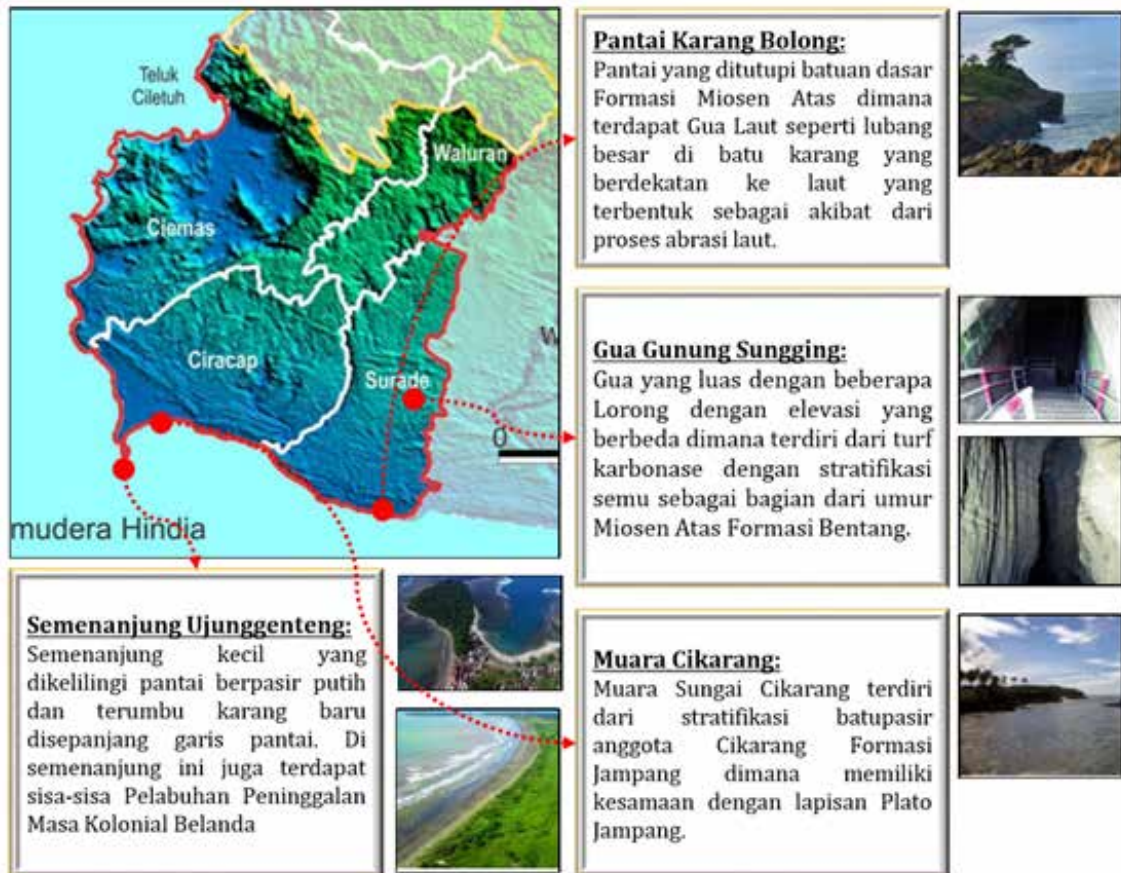 Teluk
Ciletuh
Waluran
Ciemas
Ciracap
Surade
W
0
mudera Hindia
Pantai Karang Bolong:
Pantai yang ditutupi batuan dasar
Formasi Miosen Atas dimana
terdapat Gua Laut seperti lubang
besar di batu karang yang
berdekatan ke laut yang
terbentuk sebagai akibat dari
proses abrasi laut.
Gua Gunung Sungging:
Gua yang luas dengan beberapa
Lorong dengan elevasi yang
berbeda dimana terdiri dari turf
karbonase dengan stratifikasi
semu sebagai bagian dari umur
Miosen Atas Formasi Bentang.
Semenanjung Ujunggenteng:
Semenanjung kecil yang
dikelilingi pantai berpasir putih
dan terumbu karang baru
disepanjang garis pantai. Di
semenanjung ini juga terdapat
sisa-sisa Pelabuhan Peninggalan
Masa Kolonial Belanda
Muara Cikarang:
Muara Sungai Cikarang terdiri
dari stratifikasi batupasir
anggota Cikarang Formasi
Jampang dimana memiliki
kesamaan dengan lapisan Plato
Jampang.